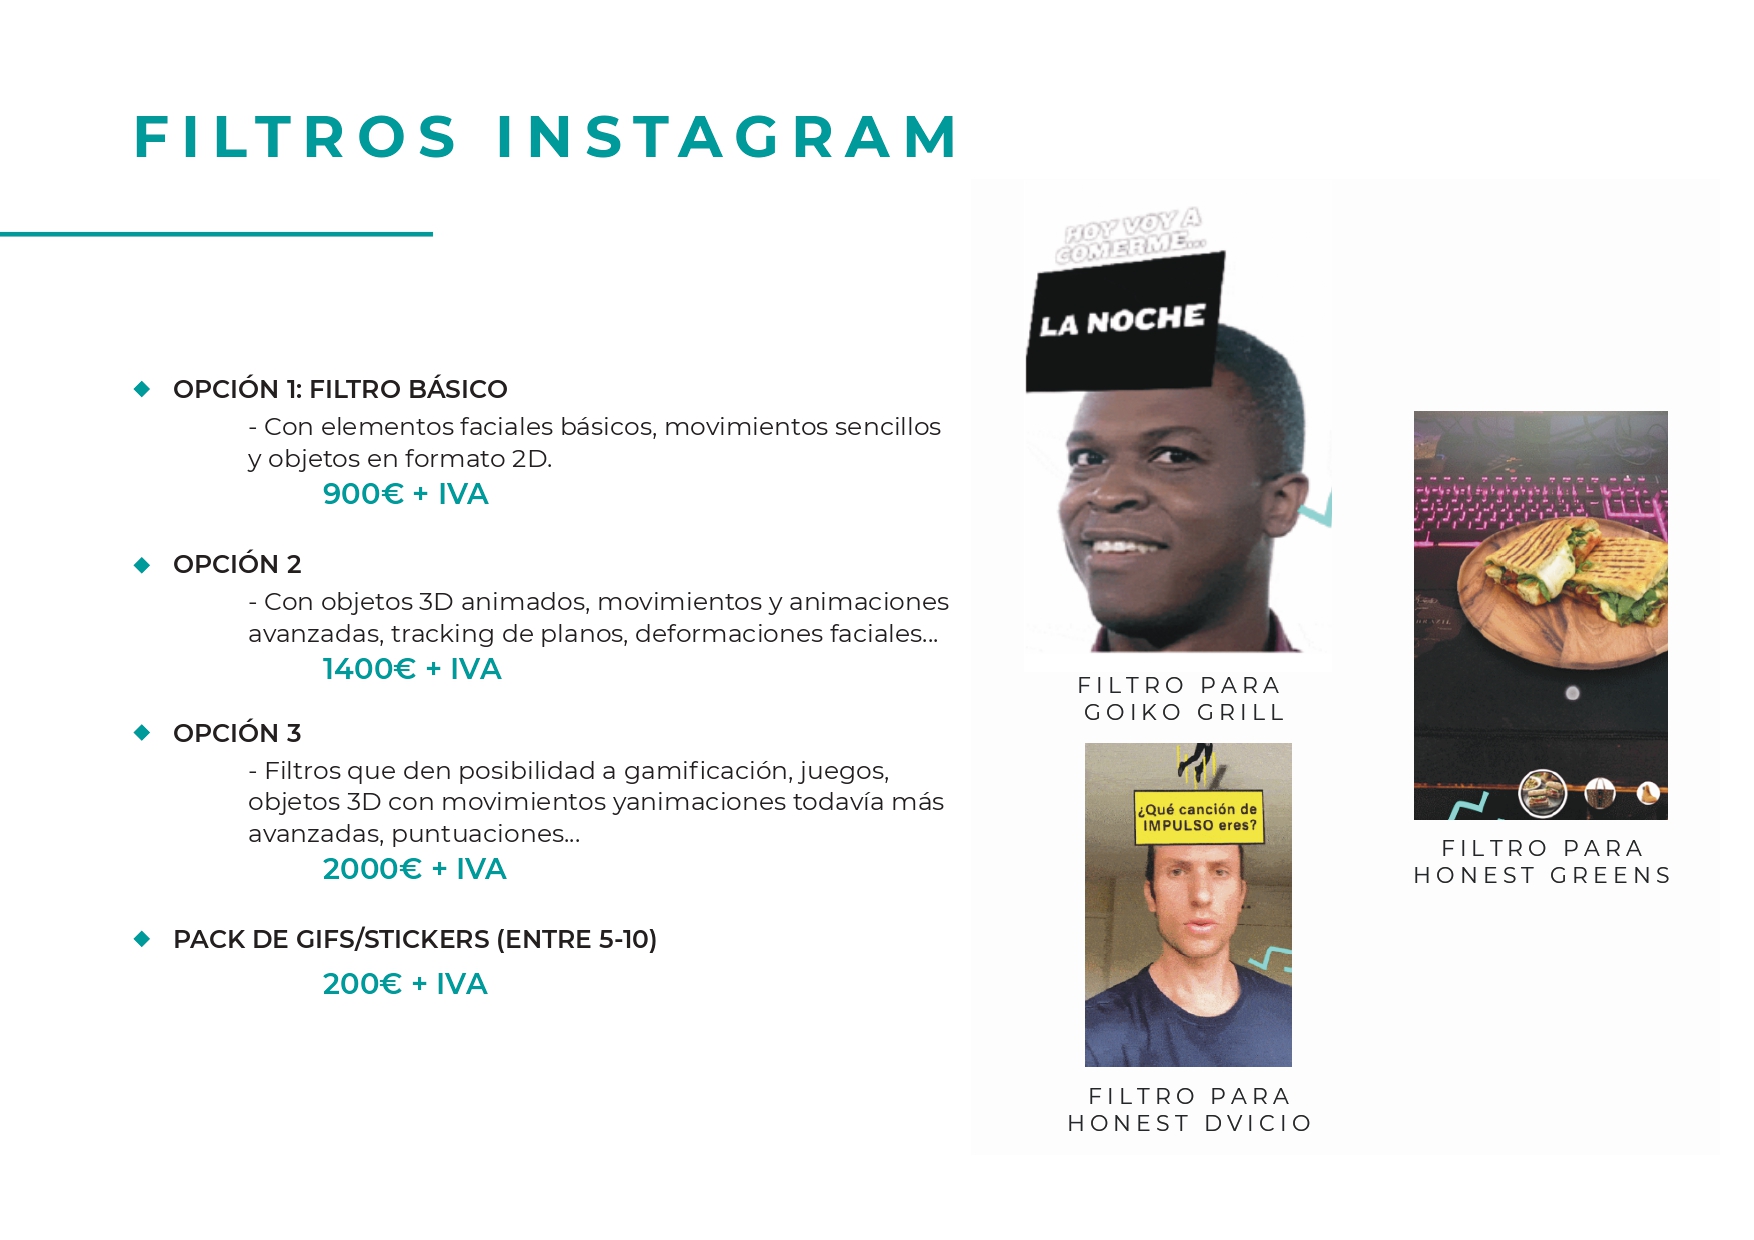 FILTROS INSTAGRAM
OPCIÓN 1: FILTRO BÁSICO
- Con elementos faciales básicos, movimientos sencillos
y objetos en formato 2D.
900€ + IVA
OPCIÓN 2
- Con objetos 3D animados, movimientos y animaciones
avanzadas, tracking de planos, deformaciones faciales...
1400€ + IVA
OPCIÓN 3
- Filtros que den posibilidad a gamificación, juegos,
objetos 3D con movimientos yanimaciones todavía más
avanzadas, puntuaciones...
2000€ + IVA
PACK DE GIFS/STICKERS (ENTRE 5-10)
200€ + IVA
HOY VOY A
COMERME...
LA NOCHE
FILTRO PARA
GOIKO GRILL
¿Qué canción de
IMPULSO eres?
FILTRO PARA
HONEST DVICIO
FILTRO PARA
HONEST GREENS